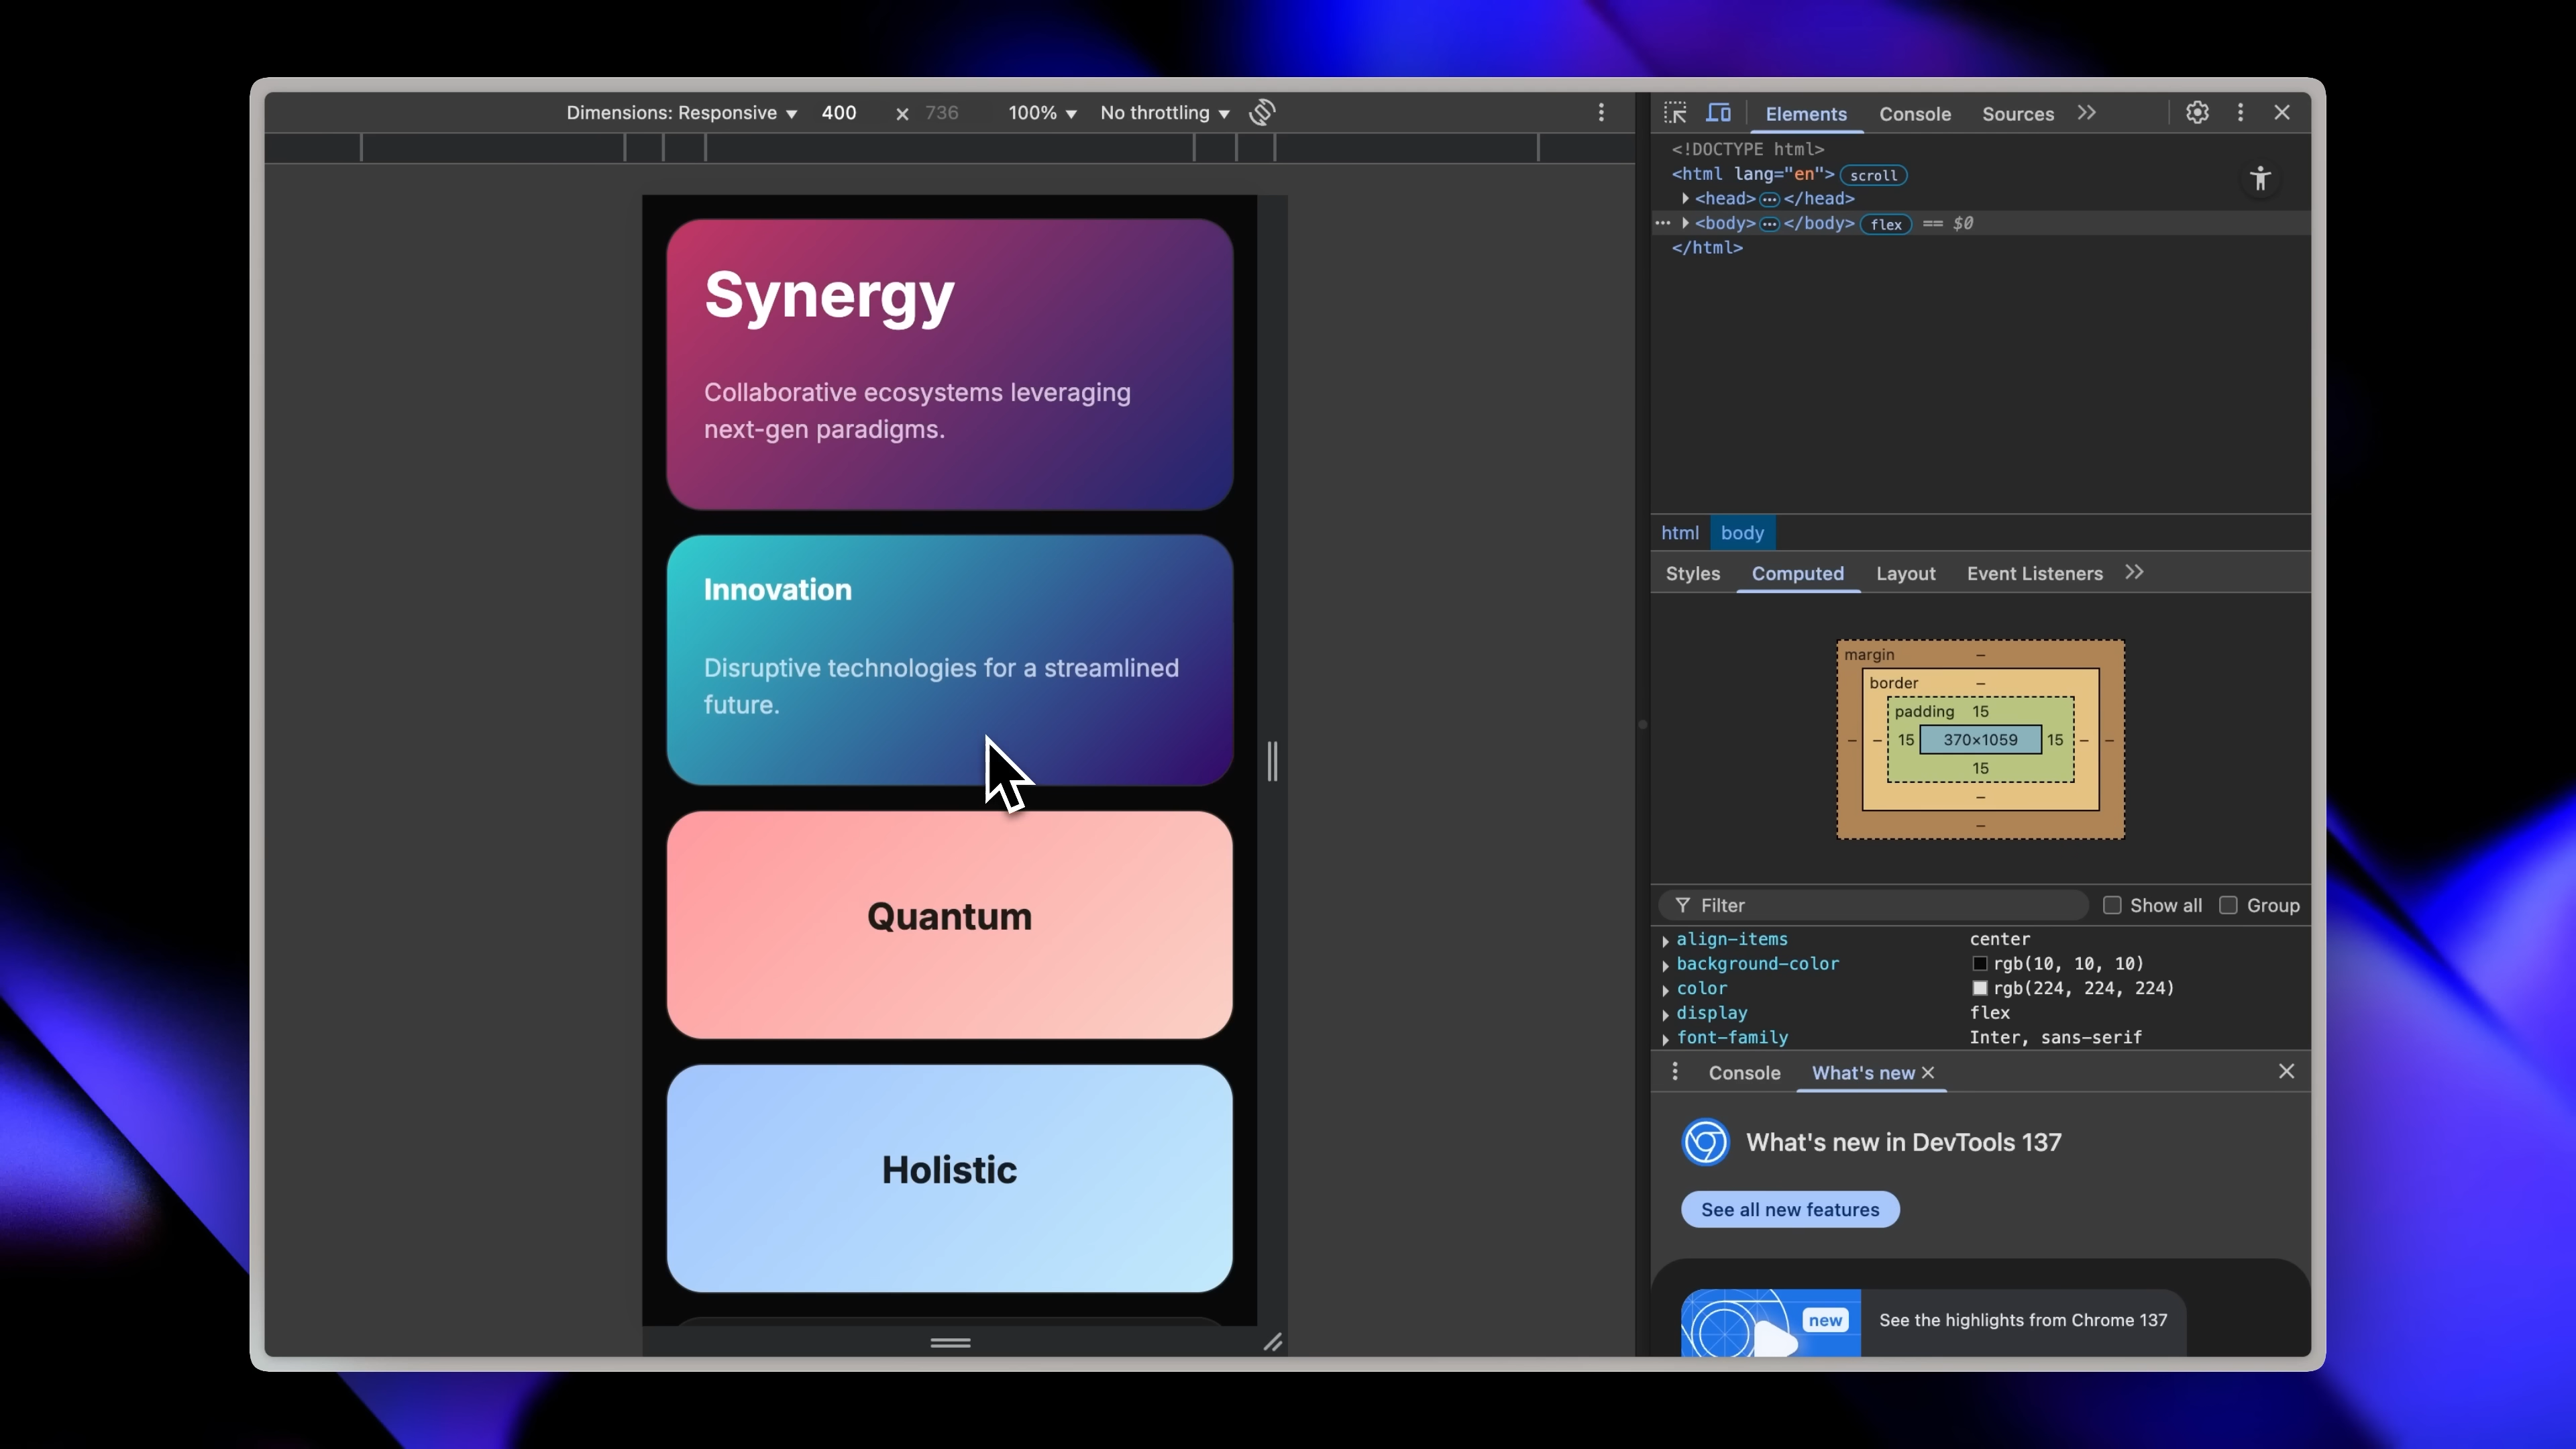 Dimensions: Responsive 400 × 736 100% No throttling
Synergy
Collaborative ecosystems leveraging
next-gen paradigms.
Innovation
Disruptive technologies for a streamlined
future.
Quantum
Holistic
Elements Console Sources
<!DOCTYPE html>
<html lang="en"> scroll
<head> ··· </head>
··· <body> ··· </body> flex == $0
</html>
html body
Styles Computed Layout Event Listeners
margin –
border –
padding 15
– – 15 370×1059 15 – –
15
–
–
Filter Show all Group
align-items center
background-color rgb(10, 10, 10)
color rgb(224, 224, 224)
display flex
font-family Inter, sans-serif
Console What's new
What's new in DevTools 137
See all new features
new See the highlights from Chrome 137